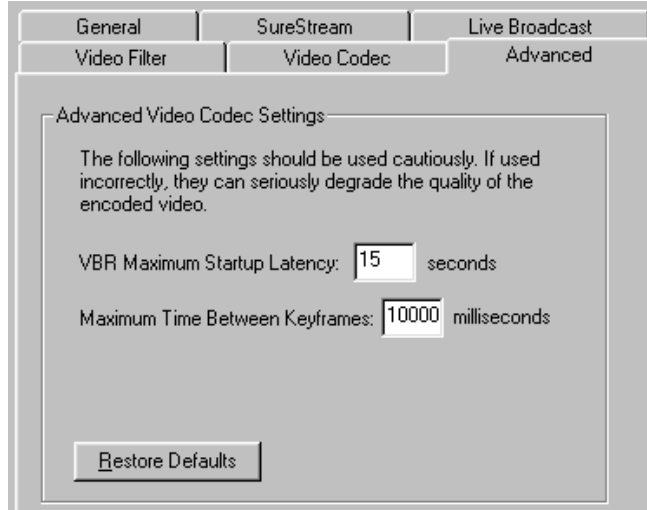 General SureStream Live Broadcast
Video Filter Video Codec Advanced
Advanced Video Codec Settings
The following settings should be used cautiously. If used
incorrectly, they can seriously degrade the quality of the
encoded video.
VBR Maximum Startup Latency: 15 seconds
Maximum Time Between Keyframes: 10000 milliseconds
Restore Defaults